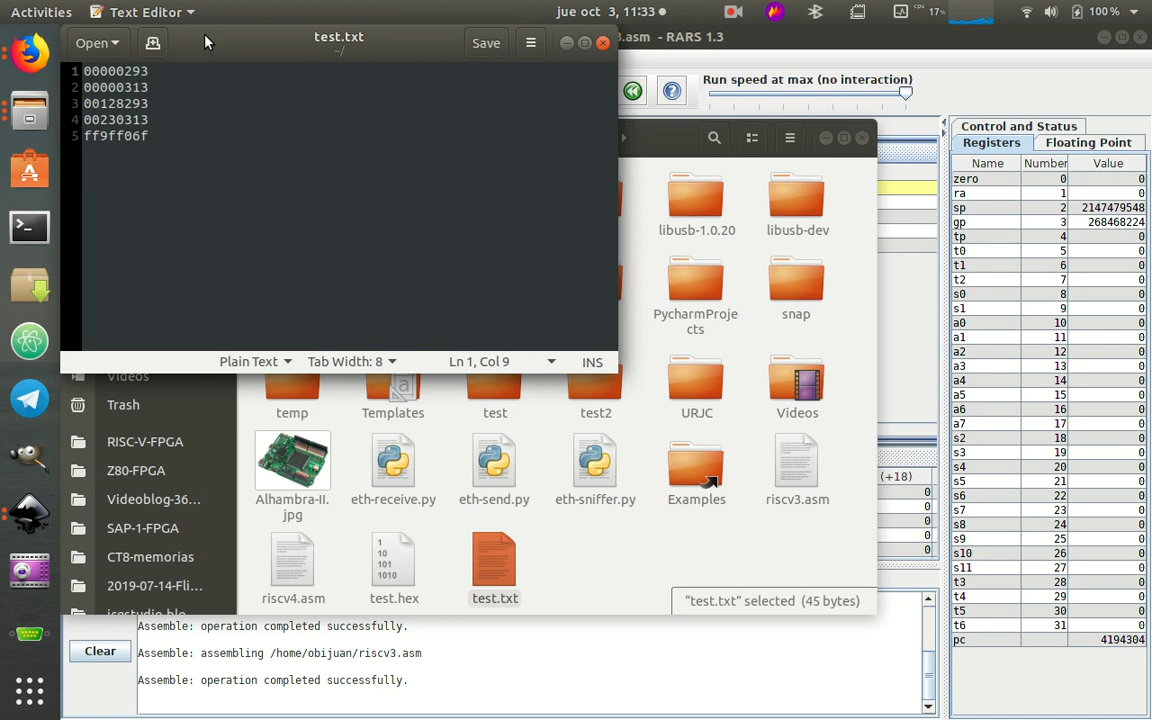 Activities Text Editor jue oct 3, 11:33 cpu 17% 100 %
Open test.txt ~/ Save
.asm - RARS 1.3
1 00000293
2 00000313
3 00128293
4 00230313
5 ff9ff06f
Plain Text Tab Width: 8 Ln 1, Col 9 INS
Run speed at max (no interaction)
libusb-1.0.20 libusb-dev
PycharmProjects snap
Videos
Trash
RISC-V-FPGA
Z80-FPGA
Videoblog-36...
SAP-1-FPGA
CT8-memorias
2019-07-14-Fli...
temp Templates test test2 URJC Videos
Alhambra-II.jpg eth-receive.py eth-send.py eth-sniffer.py Examples riscv3.asm
riscv4.asm test.hex test.txt
"test.txt" selected (45 bytes)
(+18)
0
0
0
0
0
Clear
Assemble: operation completed successfully.
Assemble: assembling /home/obijuan/riscv3.asm
Assemble: operation completed successfully.
Control and Status
Registers Floating Point
Name Number Value
zero 0 0
ra 1 0
sp 2 2147479548
gp 3 268468224
tp 4 0
t0 5 0
t1 6 0
t2 7 0
s0 8 0
s1 9 0
a0 10 0
a1 11 0
a2 12 0
a3 13 0
a4 14 0
a5 15 0
a6 16 0
a7 17 0
s2 18 0
s3 19 0
s4 20 0
s5 21 0
s6 22 0
s7 23 0
s8 24 0
s9 25 0
s10 26 0
s11 27 0
t3 28 0
t4 29 0
t5 30 0
t6 31 0
pc 4194304